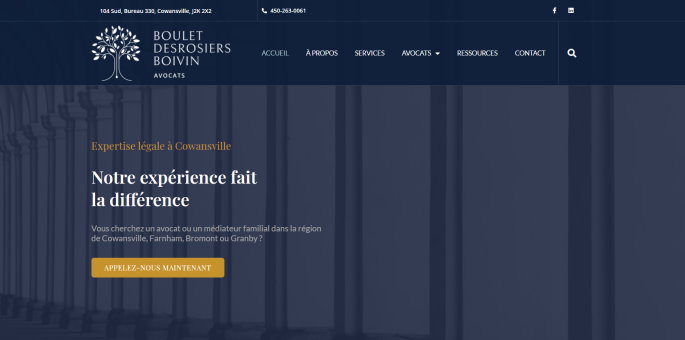 104 Sud, Bureau 330, Cowansville, J2K 2X2
450-263-0061
BOULET
DESROSIERS
BOIVIN
AVOCATS
ACCUEIL
À PROPOS
SERVICES
AVOCATS
RESSOURCES
CONTACT
Expertise légale à Cowansville
Notre expérience fait
la différence
Vous cherchez un avocat ou un médiateur familial dans la région
de Cowansville, Farnham, Bromont ou Granby ?
APPELEZ-NOUS MAINTENANT